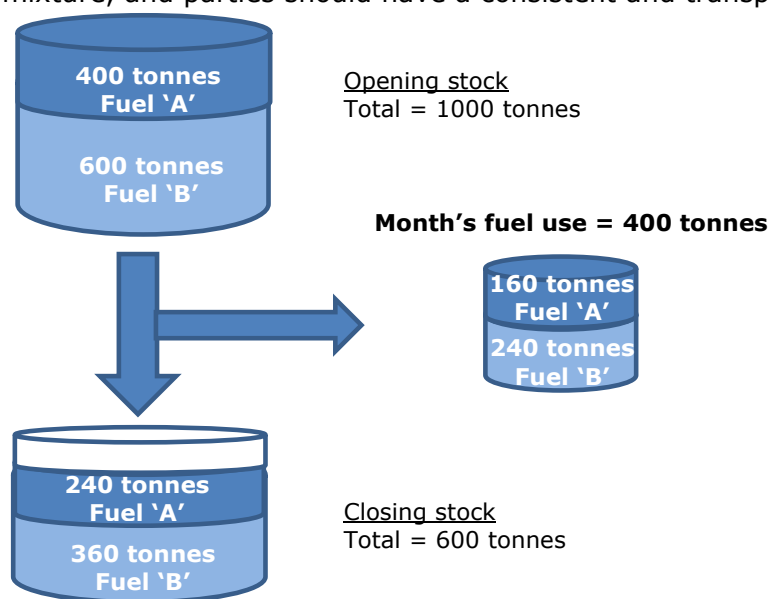 mixture, and parties should have a consistent and transp
400 tonnes
Fuel ‘A’
600 tonnes
Fuel ‘B’
Opening stock
Total = 1000 tonnes
Month’s fuel use = 400 tonnes
160 tonnes
Fuel ‘A’
240 tonnes
Fuel ‘B’
240 tonnes
Fuel ‘A’
360 tonnes
Fuel ‘B’
Closing stock
Total = 600 tonnes